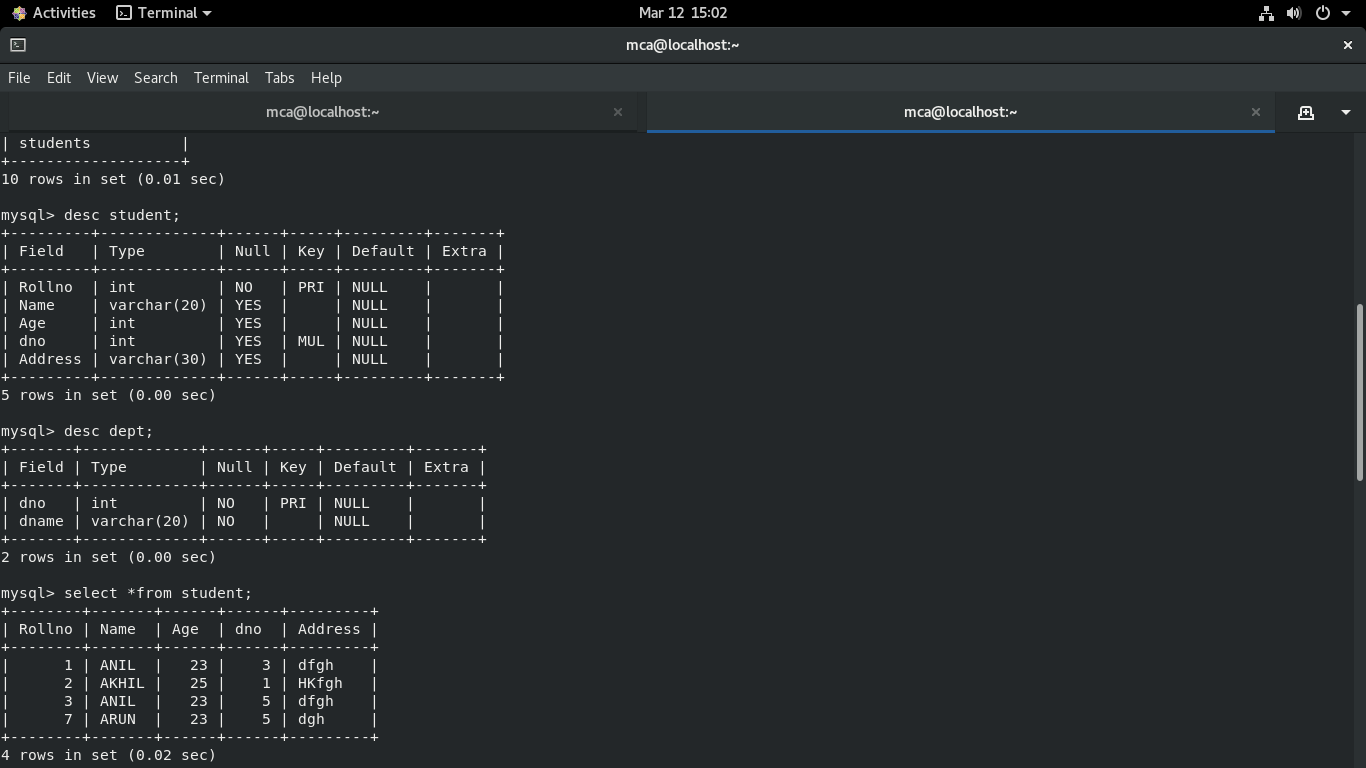 Activities Terminal Mar 12 15:02
mca@localhost:~
File Edit View Search Terminal Tabs Help
mca@localhost:~ × mca@localhost:~ ×
| students          |
+-------------------+
10 rows in set (0.01 sec)

mysql> desc student;
+---------+-------------+------+-----+---------+-------+
| Field   | Type        | Null | Key | Default | Extra |
+---------+-------------+------+-----+---------+-------+
| Rollno  | int         | NO   | PRI | NULL    |       |
| Name    | varchar(20) | YES  |     | NULL    |       |
| Age     | int         | YES  |     | NULL    |       |
| dno     | int         | YES  | MUL | NULL    |       |
| Address | varchar(30) | YES  |     | NULL    |       |
+---------+-------------+------+-----+---------+-------+
5 rows in set (0.00 sec)

mysql> desc dept;
+-------+-------------+------+-----+---------+-------+
| Field | Type        | Null | Key | Default | Extra |
+-------+-------------+------+-----+---------+-------+
| dno   | int         | NO   | PRI | NULL    |       |
| dname | varchar(20) | NO   |     | NULL    |       |
+-------+-------------+------+-----+---------+-------+
2 rows in set (0.00 sec)

mysql> select *from student;
+--------+-------+------+------+---------+
| Rollno | Name  | Age  | dno  | Address |
+--------+-------+------+------+---------+
|      1 | ANIL  |   23 |    3 | dfgh    |
|      2 | AKHIL |   25 |    1 | HKfgh   |
|      3 | ANIL  |   23 |    5 | dfgh    |
|      7 | ARUN  |   23 |    5 | dgh     |
+--------+-------+------+------+---------+
4 rows in set (0.02 sec)